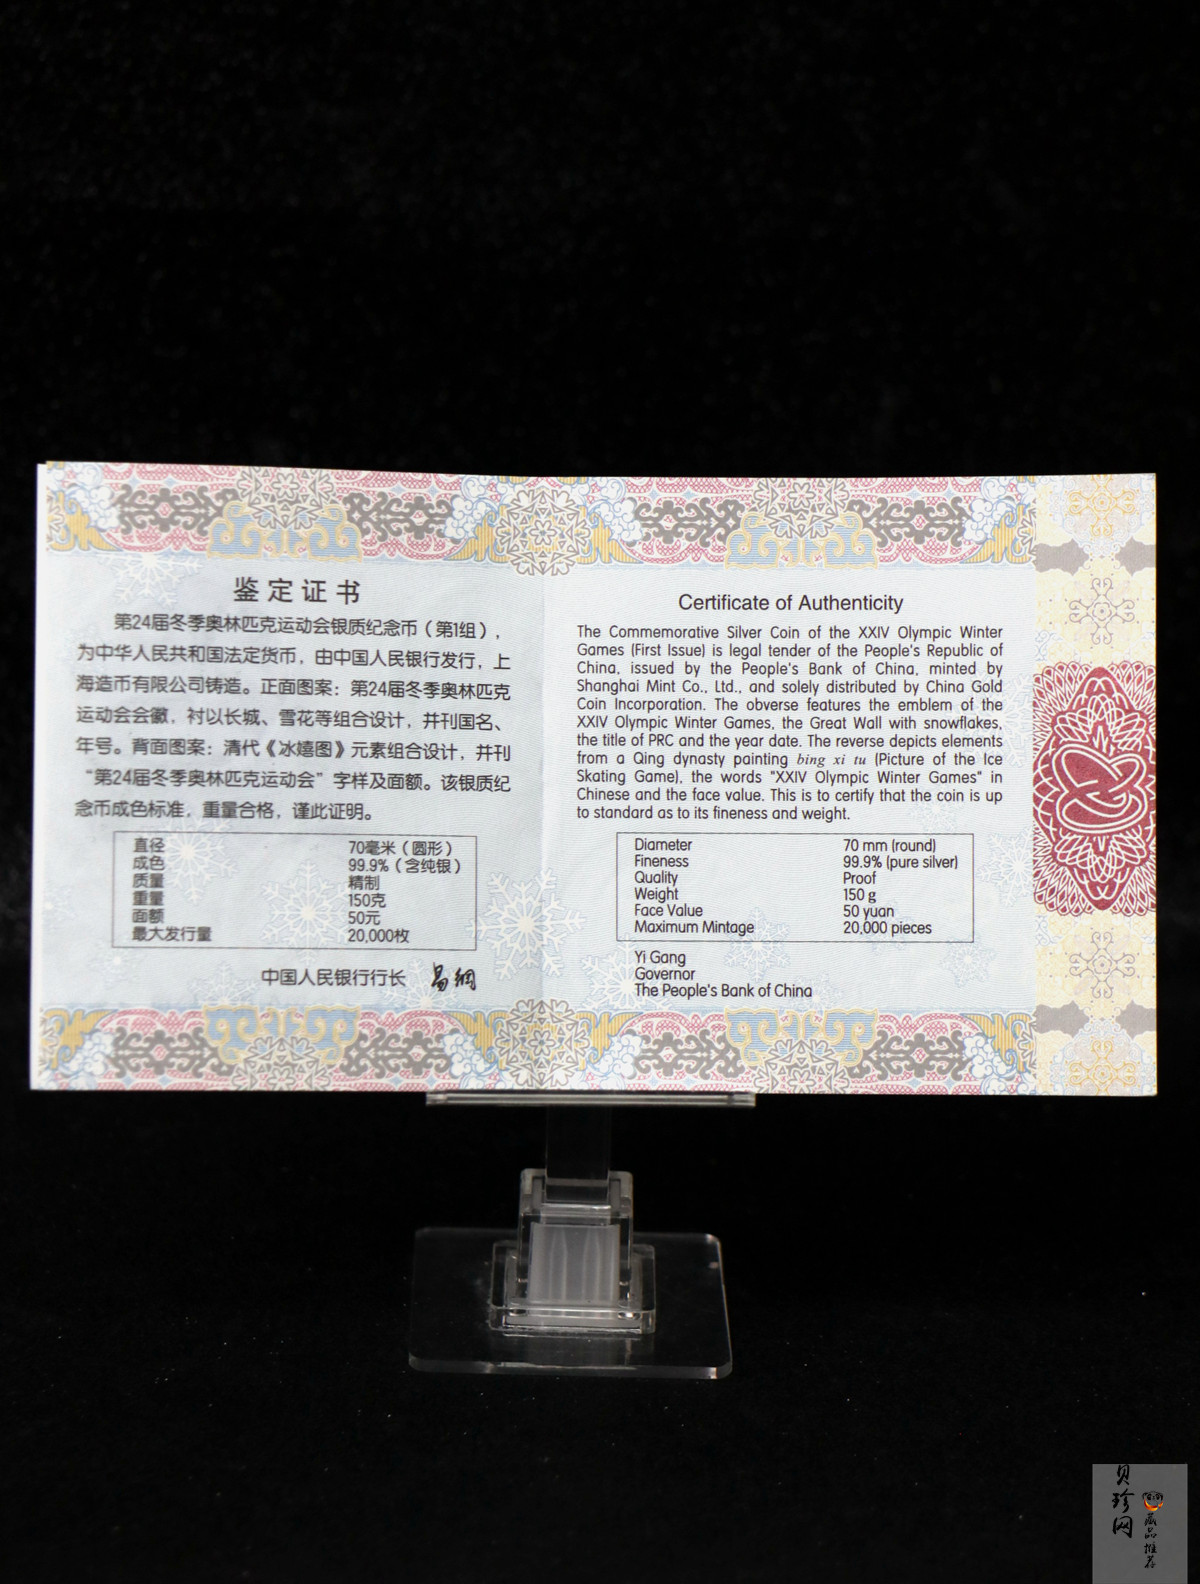 鉴定证书
第24届冬季奥林匹克运动会银质纪念币（第1组），
为中华人民共和国法定货币，由中国人民银行发行，上
海造币有限公司铸造。正面图案：第24届冬季奥林匹克
运动会会徽，衬以长城、雪花等组合设计，并刊国名、
年号。背面图案：清代《冰嬉图》元素组合设计，并刊
“第24届冬季奥林匹克运动会”字样及面额。该银质纪
念币成色标准，重量合格，谨此证明。
直径 70毫米（圆形）
成色 99.9%（含纯银）
质量 精制
重量 150克
面额 50元
最大发行量 20,000枚
中国人民银行行长 易纲
Certificate of Authenticity
The Commemorative Silver Coin of the XXIV Olympic Winter
Games (First Issue) is legal tender of the People's Republic of
China, issued by the People's Bank of China, minted by
Shanghai Mint Co., Ltd., and solely distributed by China Gold
Coin Incorporation. The obverse features the emblem of the
XXIV Olympic Winter Games, the Great Wall with snowflakes,
the title of PRC and the year date. The reverse depicts elements
from a Qing dynasty painting bing xi tu (Picture of the Ice
Skating Game), the words "XXIV Olympic Winter Games" in
Chinese and the face value. This is to certify that the coin is up
to standard as to its fineness and weight.
Diameter 70 mm (round)
Fineness 99.9% (pure silver)
Quality Proof
Weight 150 g
Face Value 50 yuan
Maximum Mintage 20,000 pieces
Yi Gang
Governor
The People's Bank of China
贝珍网
藏品推荐